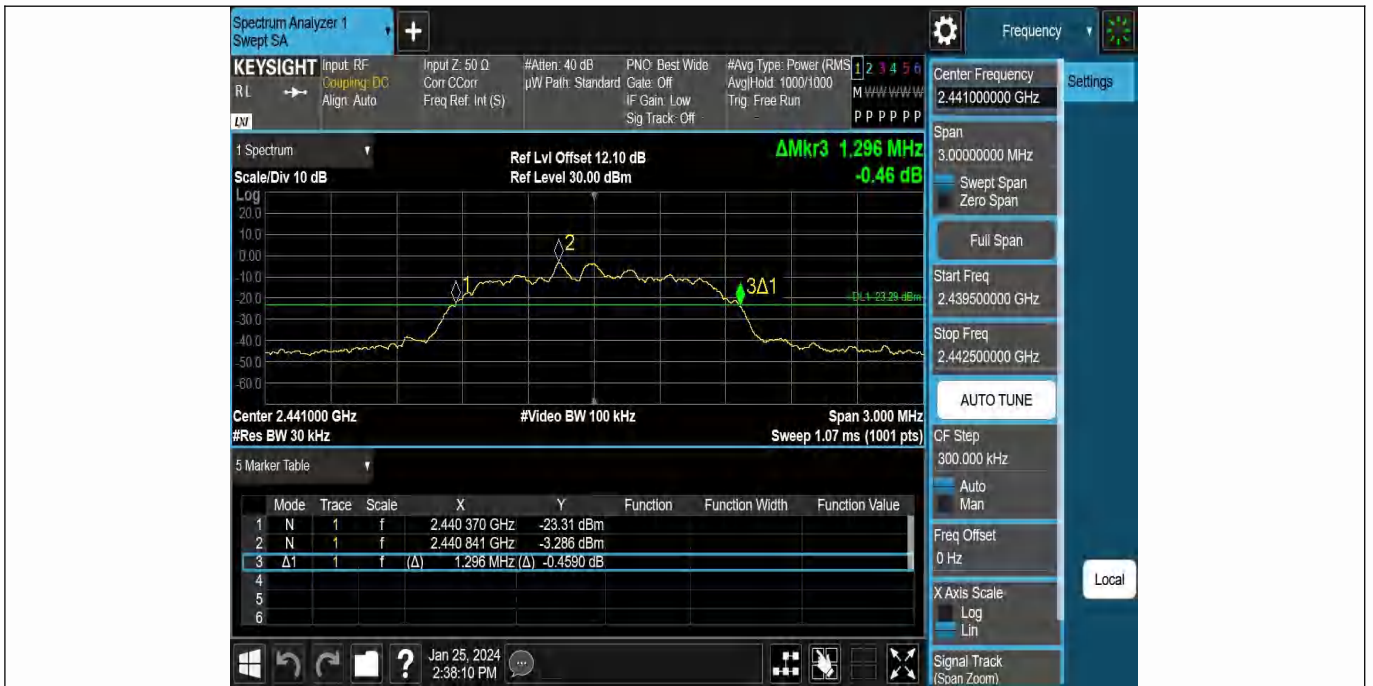 Spectrum Analyzer 1
Swept SA
Frequency
KEYSIGHT
RL
LXI
Input: RF
Coupling: DC
Align: Auto
Input Z: 50 Ω
Corr CCorr
Freq Ref: Int (S)
#Atten: 40 dB
µW Path: Standard
PNO: Best Wide
Gate: Off
IF Gain: Low
Sig Track: Off
#Avg Type: Power (RMS
Avg|Hold: 1000/1000
Trig: Free Run
1 2 3 4 5 6
M W W W W W
P P P P P P
1 Spectrum
Scale/Div 10 dB
Ref Lvl Offset 12.10 dB
Ref Level 30.00 dBm
ΔMkr3 1.296 MHz
-0.46 dB
Log
20.0
10.0
0.00
-10.0
-20.0
-30.0
-40.0
-50.0
-60.0
1
2
3Δ1
DL1 -23.29 dBm
Center 2.441000 GHz
#Res BW 30 kHz
#Video BW 100 kHz
Span 3.000 MHz
Sweep 1.07 ms (1001 pts)
5 Marker Table
Mode Trace Scale X Y Function Function Width Function Value
1 N 1 f 2.440 370 GHz -23.31 dBm
2 N 1 f 2.440 841 GHz -3.286 dBm
3 Δ1 1 f (Δ) 1.296 MHz (Δ) -0.4590 dB
4
5
6
?
Jan 25, 2024
2:38:10 PM
Center Frequency
2.441000000 GHz
Span
3.00000000 MHz
Swept Span
Zero Span
Full Span
Start Freq
2.439500000 GHz
Stop Freq
2.442500000 GHz
AUTO TUNE
CF Step
300.000 kHz
Auto
Man
Freq Offset
0 Hz
X Axis Scale
Log
Lin
Signal Track
(Span Zoom)
Settings
Local